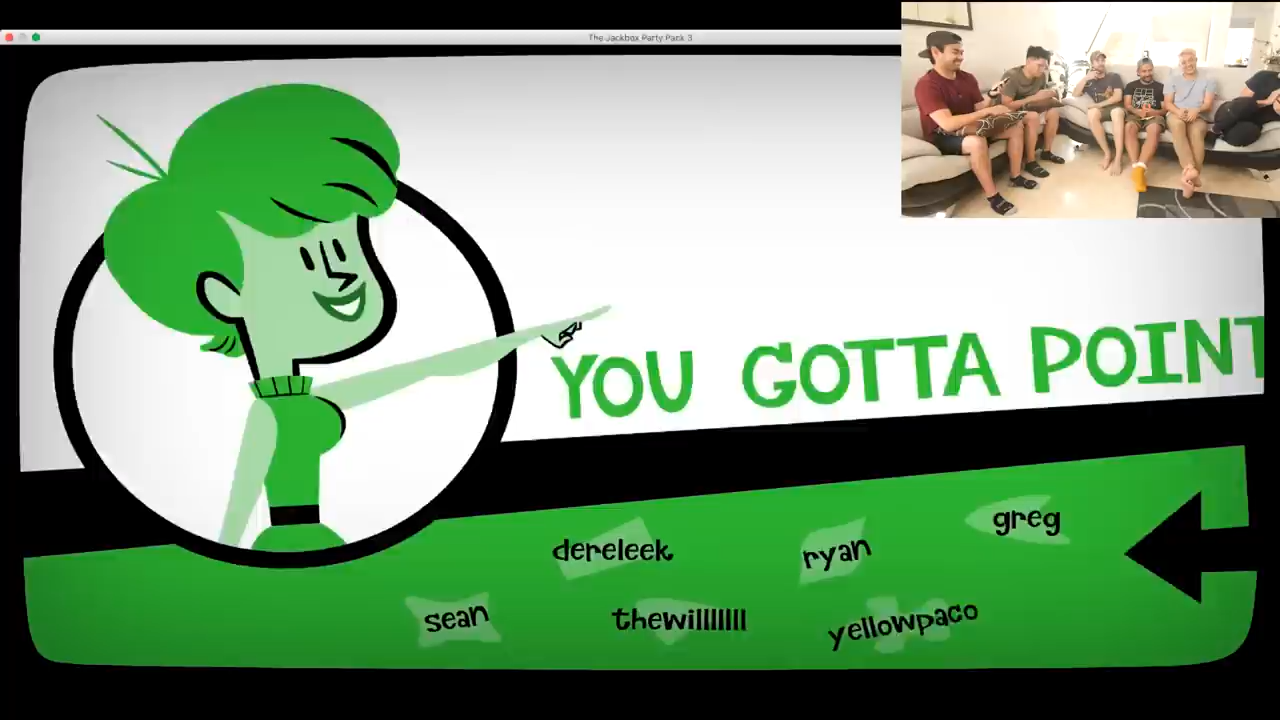 The Jackbox Party Pack 3
YOU GOTTA POINT
dereleek
ryan
greg
sean
thewillllllll
yellowpaco